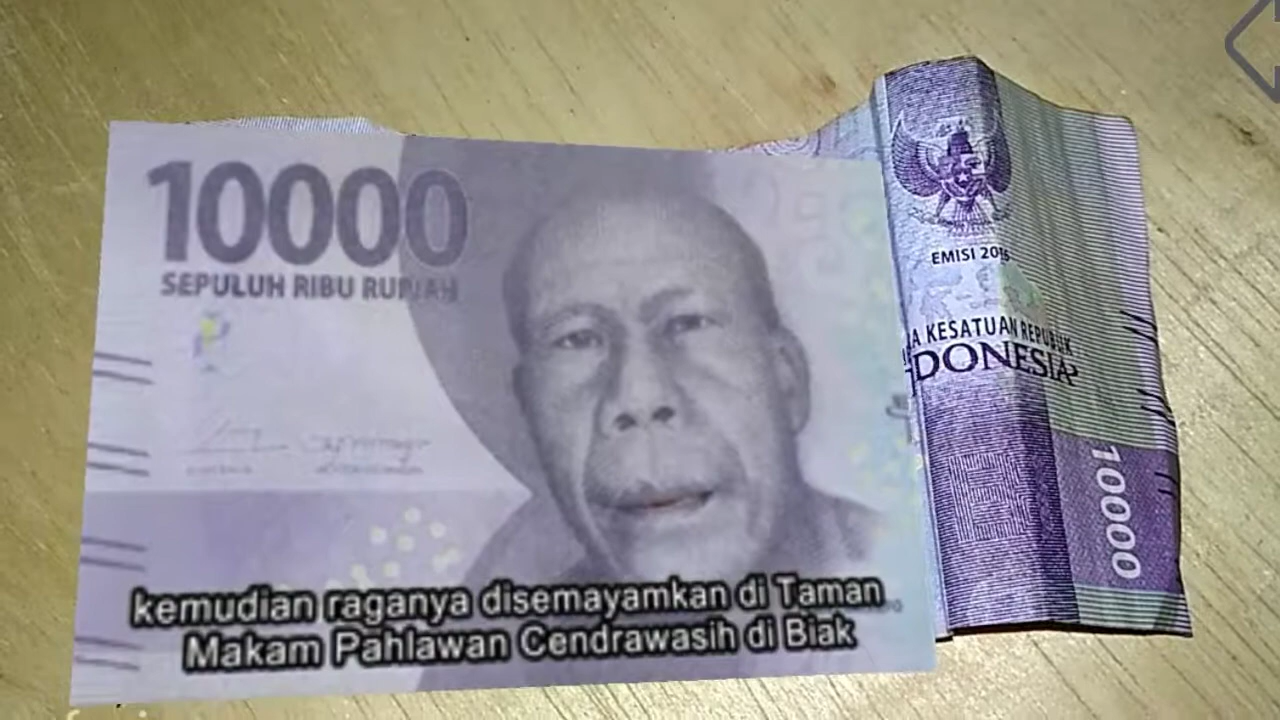 10000
SEPULUH RIBU RUPIAH
EMISI 2016
KESATUAN REPUBLIK
INDONESIA
10000
kemudian raganya disemayamkan di Taman
Makam Pahlawan Cendrawasih di Biak